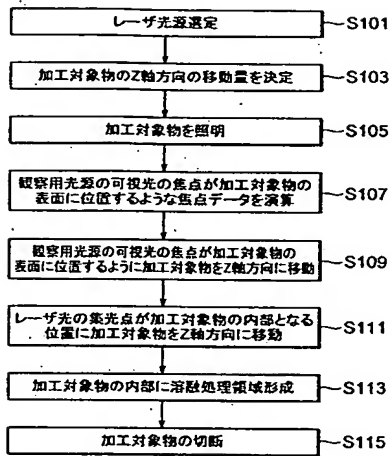 レーザ光源選定
S101
加工対象物のZ軸方向の移動量を決定
S103
加工対象物を照明
S105
観察用光源の可視光の焦点が加工対象物の
表面に位置するような焦点データを演算
S107
観察用光源の可視光の焦点が加工対象物の
表面に位置するように加工対象物をZ軸方向に移動
S109
レーザ光の集光点が加工対象物の内部となる
位置に加工対象物をZ軸方向に移動
S111
加工対象物の内部に溶融処理領域形成
S113
加工対象物の切断
S115